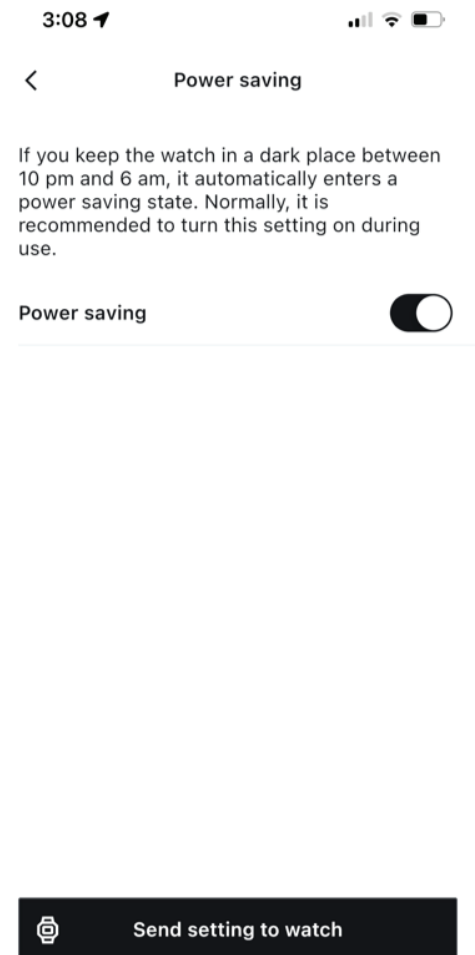 3:08
Power saving
If you keep the watch in a dark place between
10 pm and 6 am, it automatically enters a
power saving state. Normally, it is
recommended to turn this setting on during
use.
Power saving
Send setting to watch